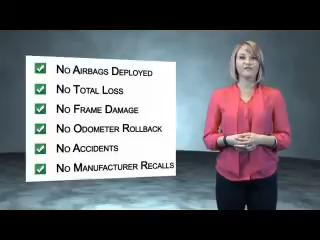 No Airbags Deployed
No Total Loss
No Frame Damage
No Odometer Rollback
No Accidents
No Manufacturer Recalls